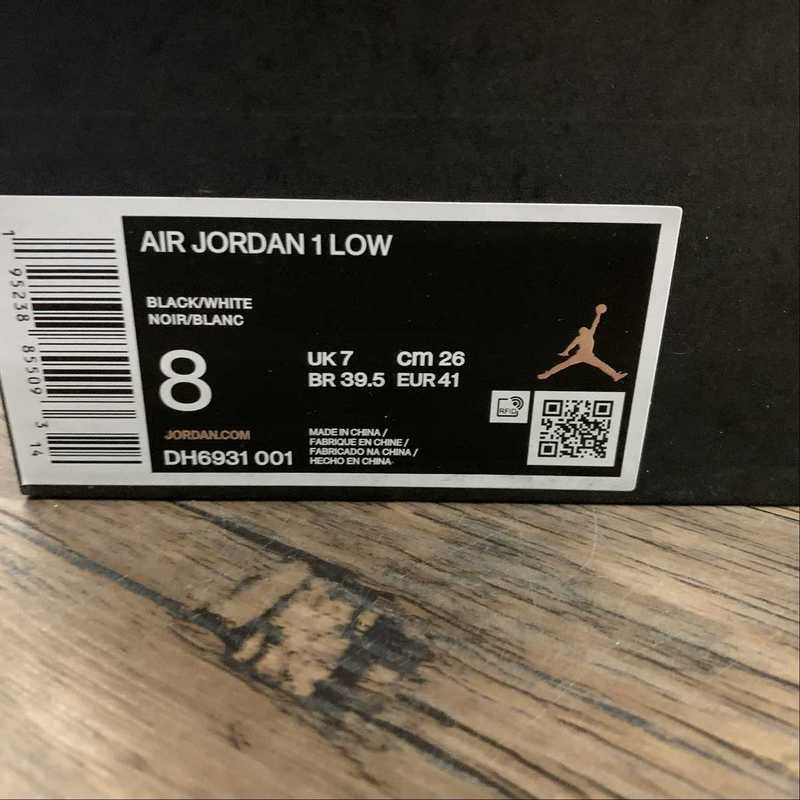 AIR JORDAN 1 LOW
BLACK/WHITE
NOIR/BLANC
8
UK 7 cm 26
BR 39.5 EUR 41
RFID
JORDAN.COM
DH6931 001
MADE IN CHINA /
FABRIQUE EN CHINE /
FABRICADO NA CHINA /
HECHO EN CHINA
1 95238 85509 3 14